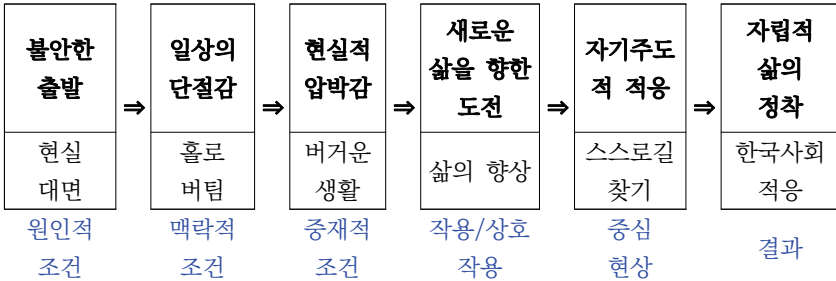 불안한
출발
⇒
일상의
단절감
⇒
현실적
압박감
⇒
새로운
삶을 향한
도전
⇒
자기주도
적 적응
⇒
자립적
삶의
정착
현실
대면
홀로
버팀
버거운
생활
삶의 향상
스스로길
찾기
한국사회
적응
원인적
조건
맥락적
조건
중재적
조건
작용/상호
작용
중심
현상
결과